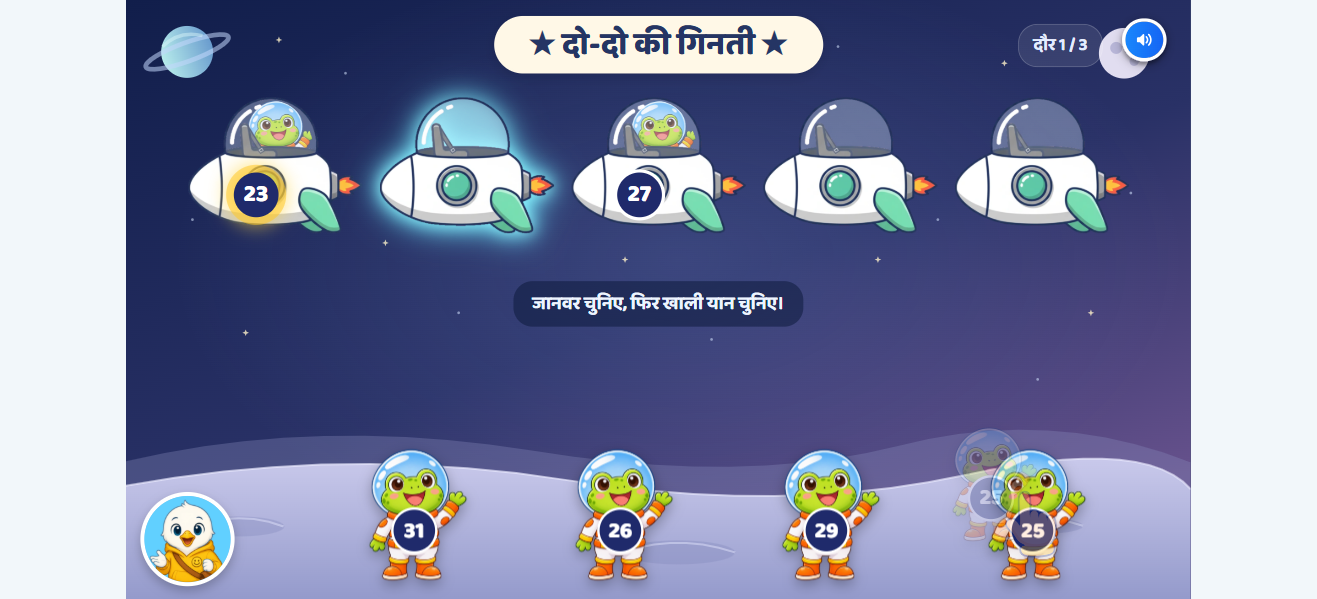 ★ दो-दो की गिनती ★
दौर 1 / 3
23
27
जानवर चुनिए, फिर खाली यान चुनिए।
31
26
29
25